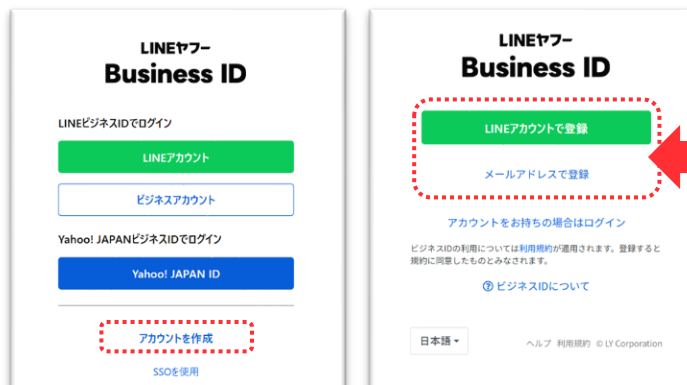 LINEヤフー
Business ID
LINEビジネスIDでログイン
LINEアカウント
ビジネスアカウント
Yahoo! JAPANビジネスIDでログイン
Yahoo! JAPAN ID
アカウントを作成
SSOを使用
LINEヤフー
Business ID
LINEアカウントで登録
メールアドレスで登録
アカウントをお持ちの場合はログイン
ビジネスIDの利用については利用規約が適用されます。登録すると
規約に同意したものとみなされます。
?ビジネスIDについて
日本語
ヘルプ 利用規約 © LY Corporation